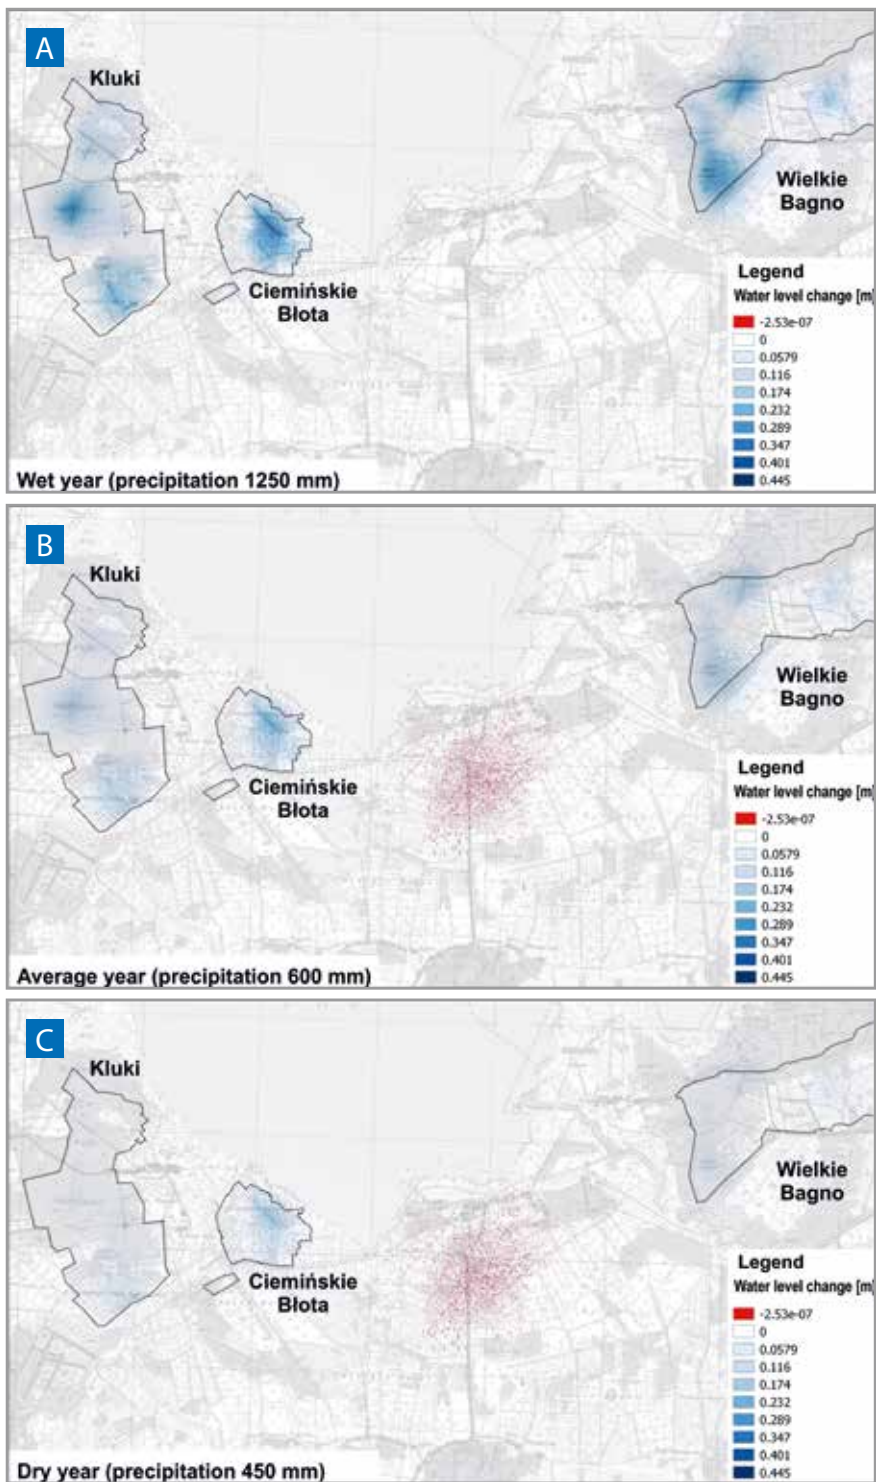 A
Kluki
Wielkie
Bagno
Ciemińskie
Błota
Legend
Water level change [m]
-2.53e-07
0
0.0579
0.116
0.174
0.232
0.289
0.347
0.401
0.445
Wet year (precipitation 1250 mm)
B
Kluki
Wielkie
Bagno
Ciemińskie
Błota
Legend
Water level change [m]
-2.53e-07
0
0.0579
0.116
0.174
0.232
0.289
0.347
0.401
0.445
Average year (precipitation 600 mm)
C
Kluki
Wielkie
Bagno
Ciemińskie
Błota
Legend
Water level change [m]
-2.53e-07
0
0.0579
0.116
0.174
0.232
0.289
0.347
0.401
0.445
Dry year (precipitation 450 mm)